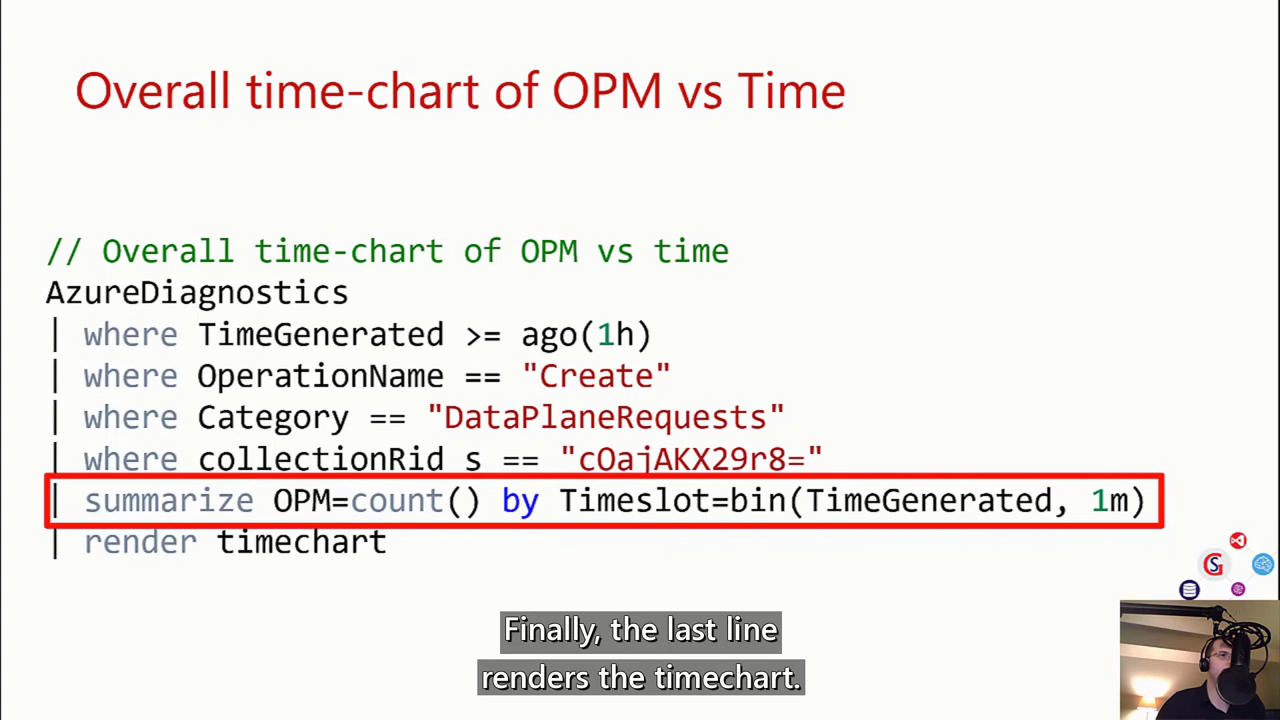 Overall time-chart of OPM vs Time
// Overall time-chart of OPM vs time
AzureDiagnostics
| where TimeGenerated >= ago(1h)
| where OperationName == "Create"
| where Category == "DataPlaneRequests"
| where collectionRid s == "cOajAKX29r8="
| summarize OPM=count() by Timeslot=bin(TimeGenerated, 1m)
| render timechart
SG
Finally, the last line
renders the timechart.